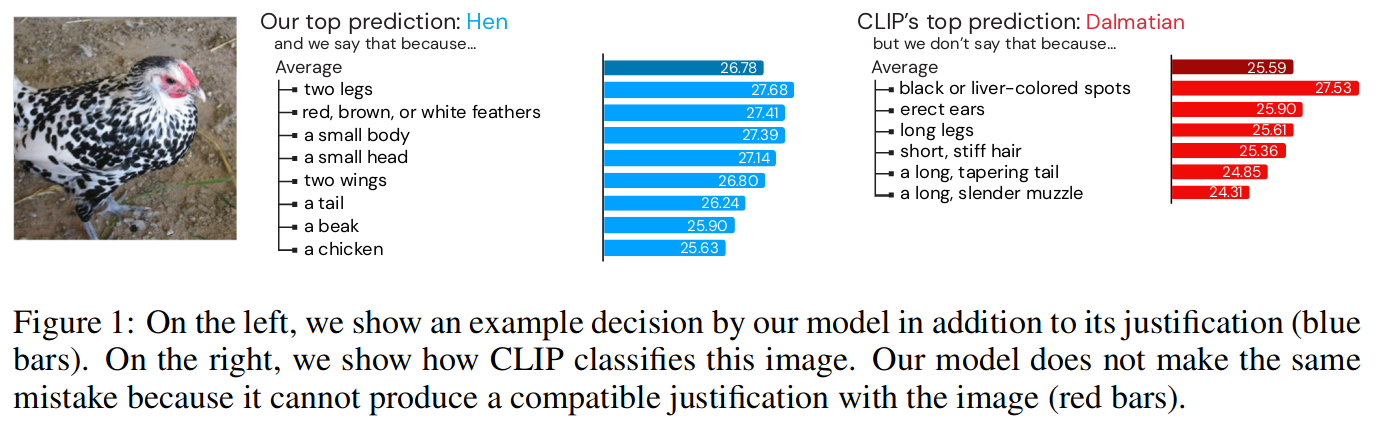 Our top prediction: Hen
and we say that because...
Average 26.78
two legs 27.68
red, brown, or white feathers 27.41
a small body 27.39
a small head 27.14
two wings 26.80
a tail 26.24
a beak 25.90
a chicken 25.63
CLIP's top prediction: Dalmatian
but we don't say that because...
Average 25.59
black or liver-colored spots 27.53
erect ears 25.90
long legs 25.61
short, stiff hair 25.36
a long, tapering tail 24.85
a long, slender muzzle 24.31
Figure 1: On the left, we show an example decision by our model in addition to its justification (blue
bars). On the right, we show how CLIP classifies this image. Our model does not make the same
mistake because it cannot produce a compatible justification with the image (red bars).